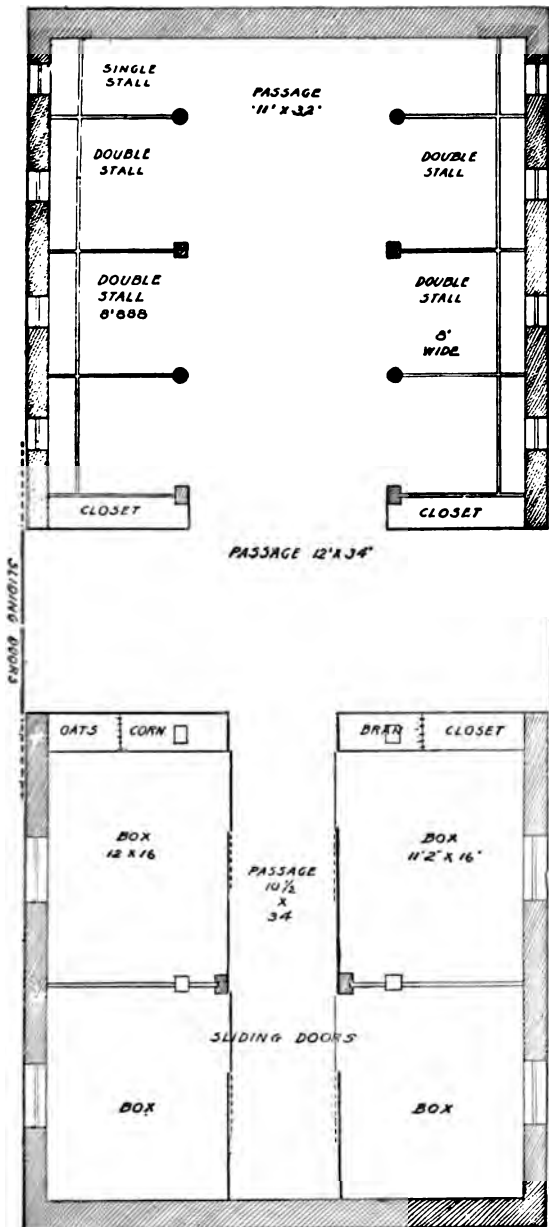 SINGLE
STALL
PASSAGE
11' X 32'
DOUBLE
STALL
DOUBLE
STALL
DOUBLE
STALL
8'888
DOUBLE
STALL
8'
WIDE
CLOSET
CLOSET
PASSAGE 12' X 34'
SLIDING DOORS
OATS
CORN
BRAN
CLOSET
BOX
12 X 16
PASSAGE
10½
X
34
BOX
11'2" X 16'
SLIDING DOORS
BOX
BOX